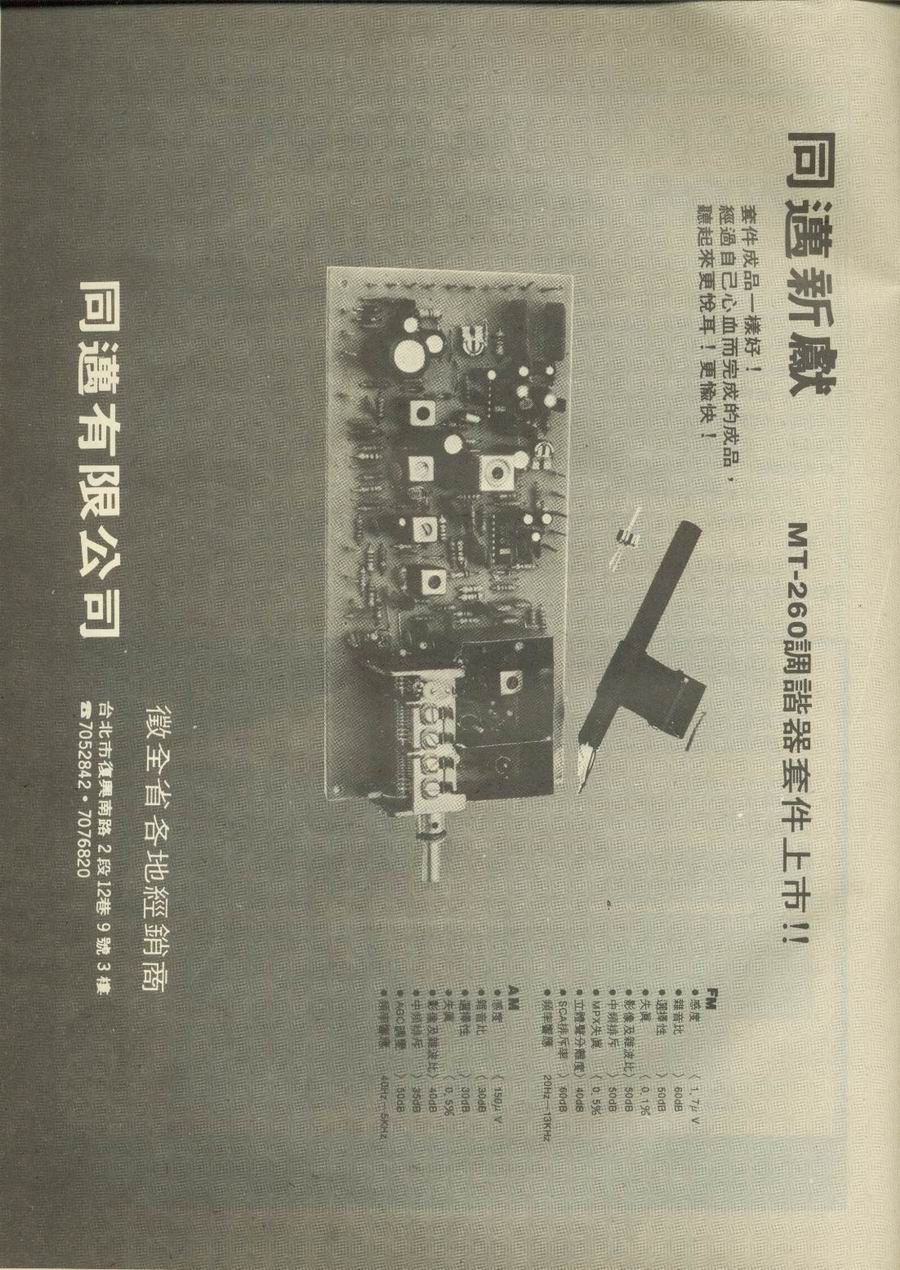 同邁新獻
MT-260調諧器套件上市!!
套件成品一樣好！
經過自己心血而完成的成品，
聽起來更悅耳！更愉快！
FM
●感度 〈 1.7μV
●雜音比 〉 60dB
●選擇性 〉 50dB
●失真 〈 0.1%
●影像及雜波比〉 50dB
●中頻排斥 〉 50dB
●MPX失真 〈 0.5%
●立體聲分離度〉 40dB
●SCA排斥率 〉 60dB
●頻率響應 20Hz—13KHz
AM
●感度 〈 150μV
●雜音比 〈 30dB
●選擇性 〉 30dB
●失真 〈 0.5%
●影像及雜波比〉 40dB
●中頻排斥 〉 35dB
●AGC調變 〉 50dB
●頻率響應 40Hz—5KHz
徵全省各地經銷商
同邁有限公司
台北市復興南路2段12巷9號3樓
☎7052842・7076820